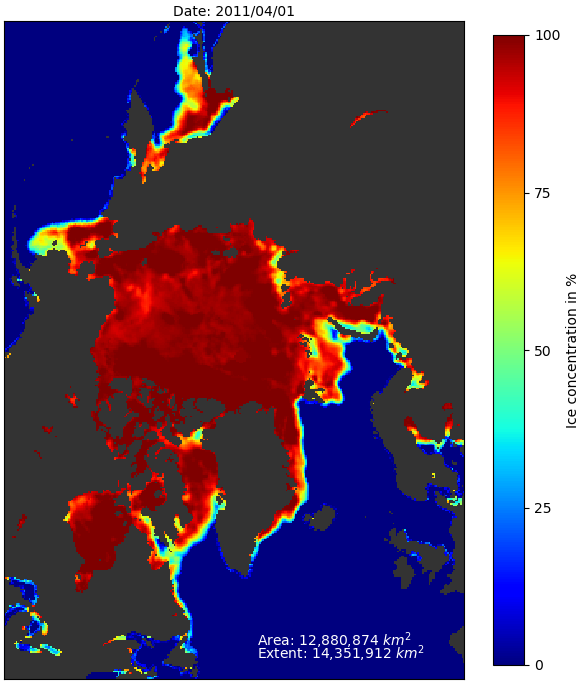 Date: 2011/04/01
100
75
50
25
0
Ice concentration in %
Area: 12,880,874 km²
Extent: 14,351,912 km²